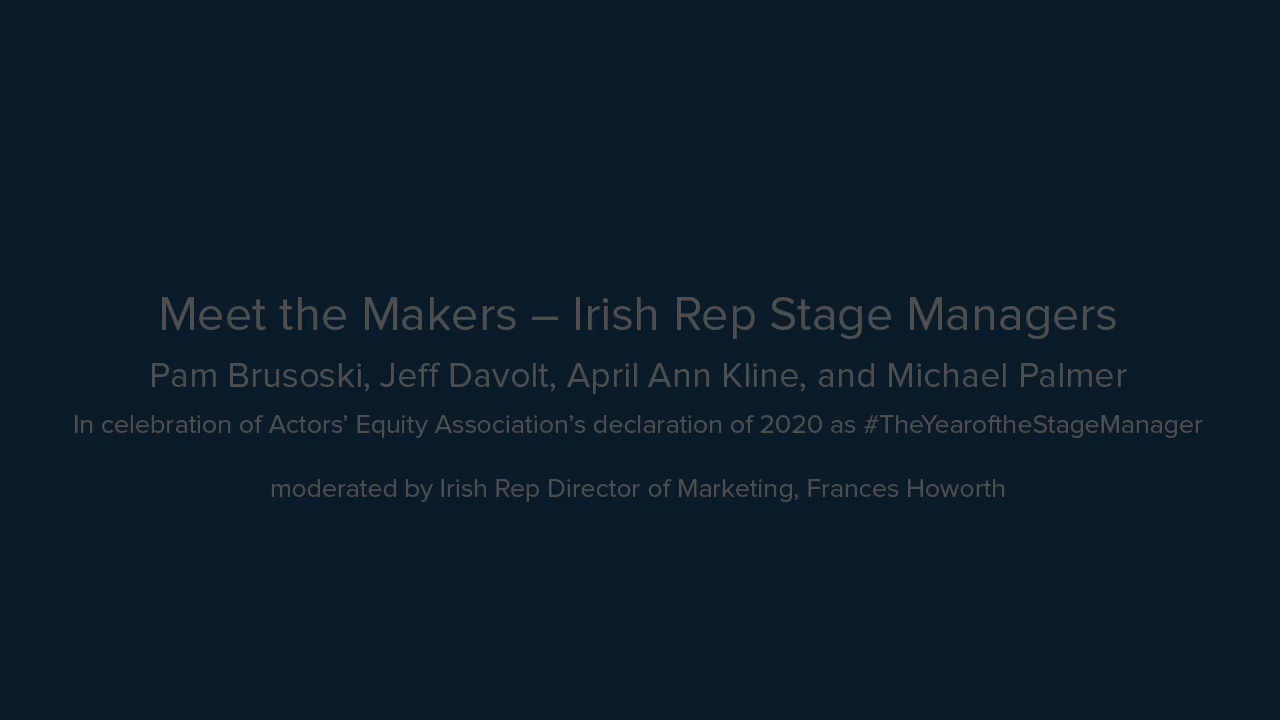 Meet the Makers – Irish Rep Stage Managers
Pam Brusoski, Jeff Davolt, April Ann Kline, and Michael Palmer
In celebration of Actors’ Equity Association’s declaration of 2020 as #TheYearoftheStageManager
moderated by Irish Rep Director of Marketing, Frances Howorth